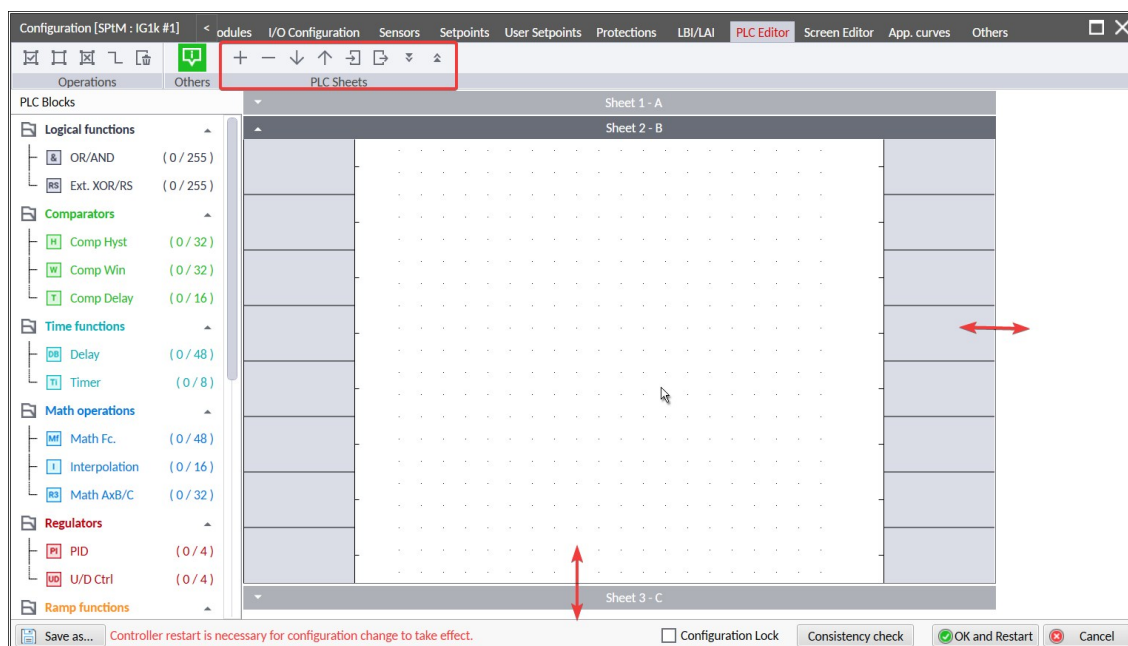 Configuration [SPtM : IG1k #1] < odules I/O Configuration Sensors Setpoints User Setpoints Protections LBI/LAI PLC Editor Screen Editor App. curves Others
Operations Others PLC Sheets
PLC Blocks
Sheet 1 - A
Sheet 2 - B
Logical functions
& OR/AND ( 0 / 255 )
RS Ext. XOR/RS ( 0 / 255 )
Comparators
H Comp Hyst ( 0 / 32 )
W Comp Win ( 0 / 32 )
T Comp Delay ( 0 / 16 )
Time functions
DB Delay ( 0 / 48 )
Ti Timer ( 0 / 8 )
Math operations
Mf Math Fc. ( 0 / 48 )
I Interpolation ( 0 / 16 )
R3 Math AxB/C ( 0 / 32 )
Regulators
PI PID ( 0 / 4 )
UD U/D Ctrl ( 0 / 4 )
Ramp functions
Sheet 3 - C
Save as... Controller restart is necessary for configuration change to take effect. Configuration Lock Consistency check OK and Restart Cancel